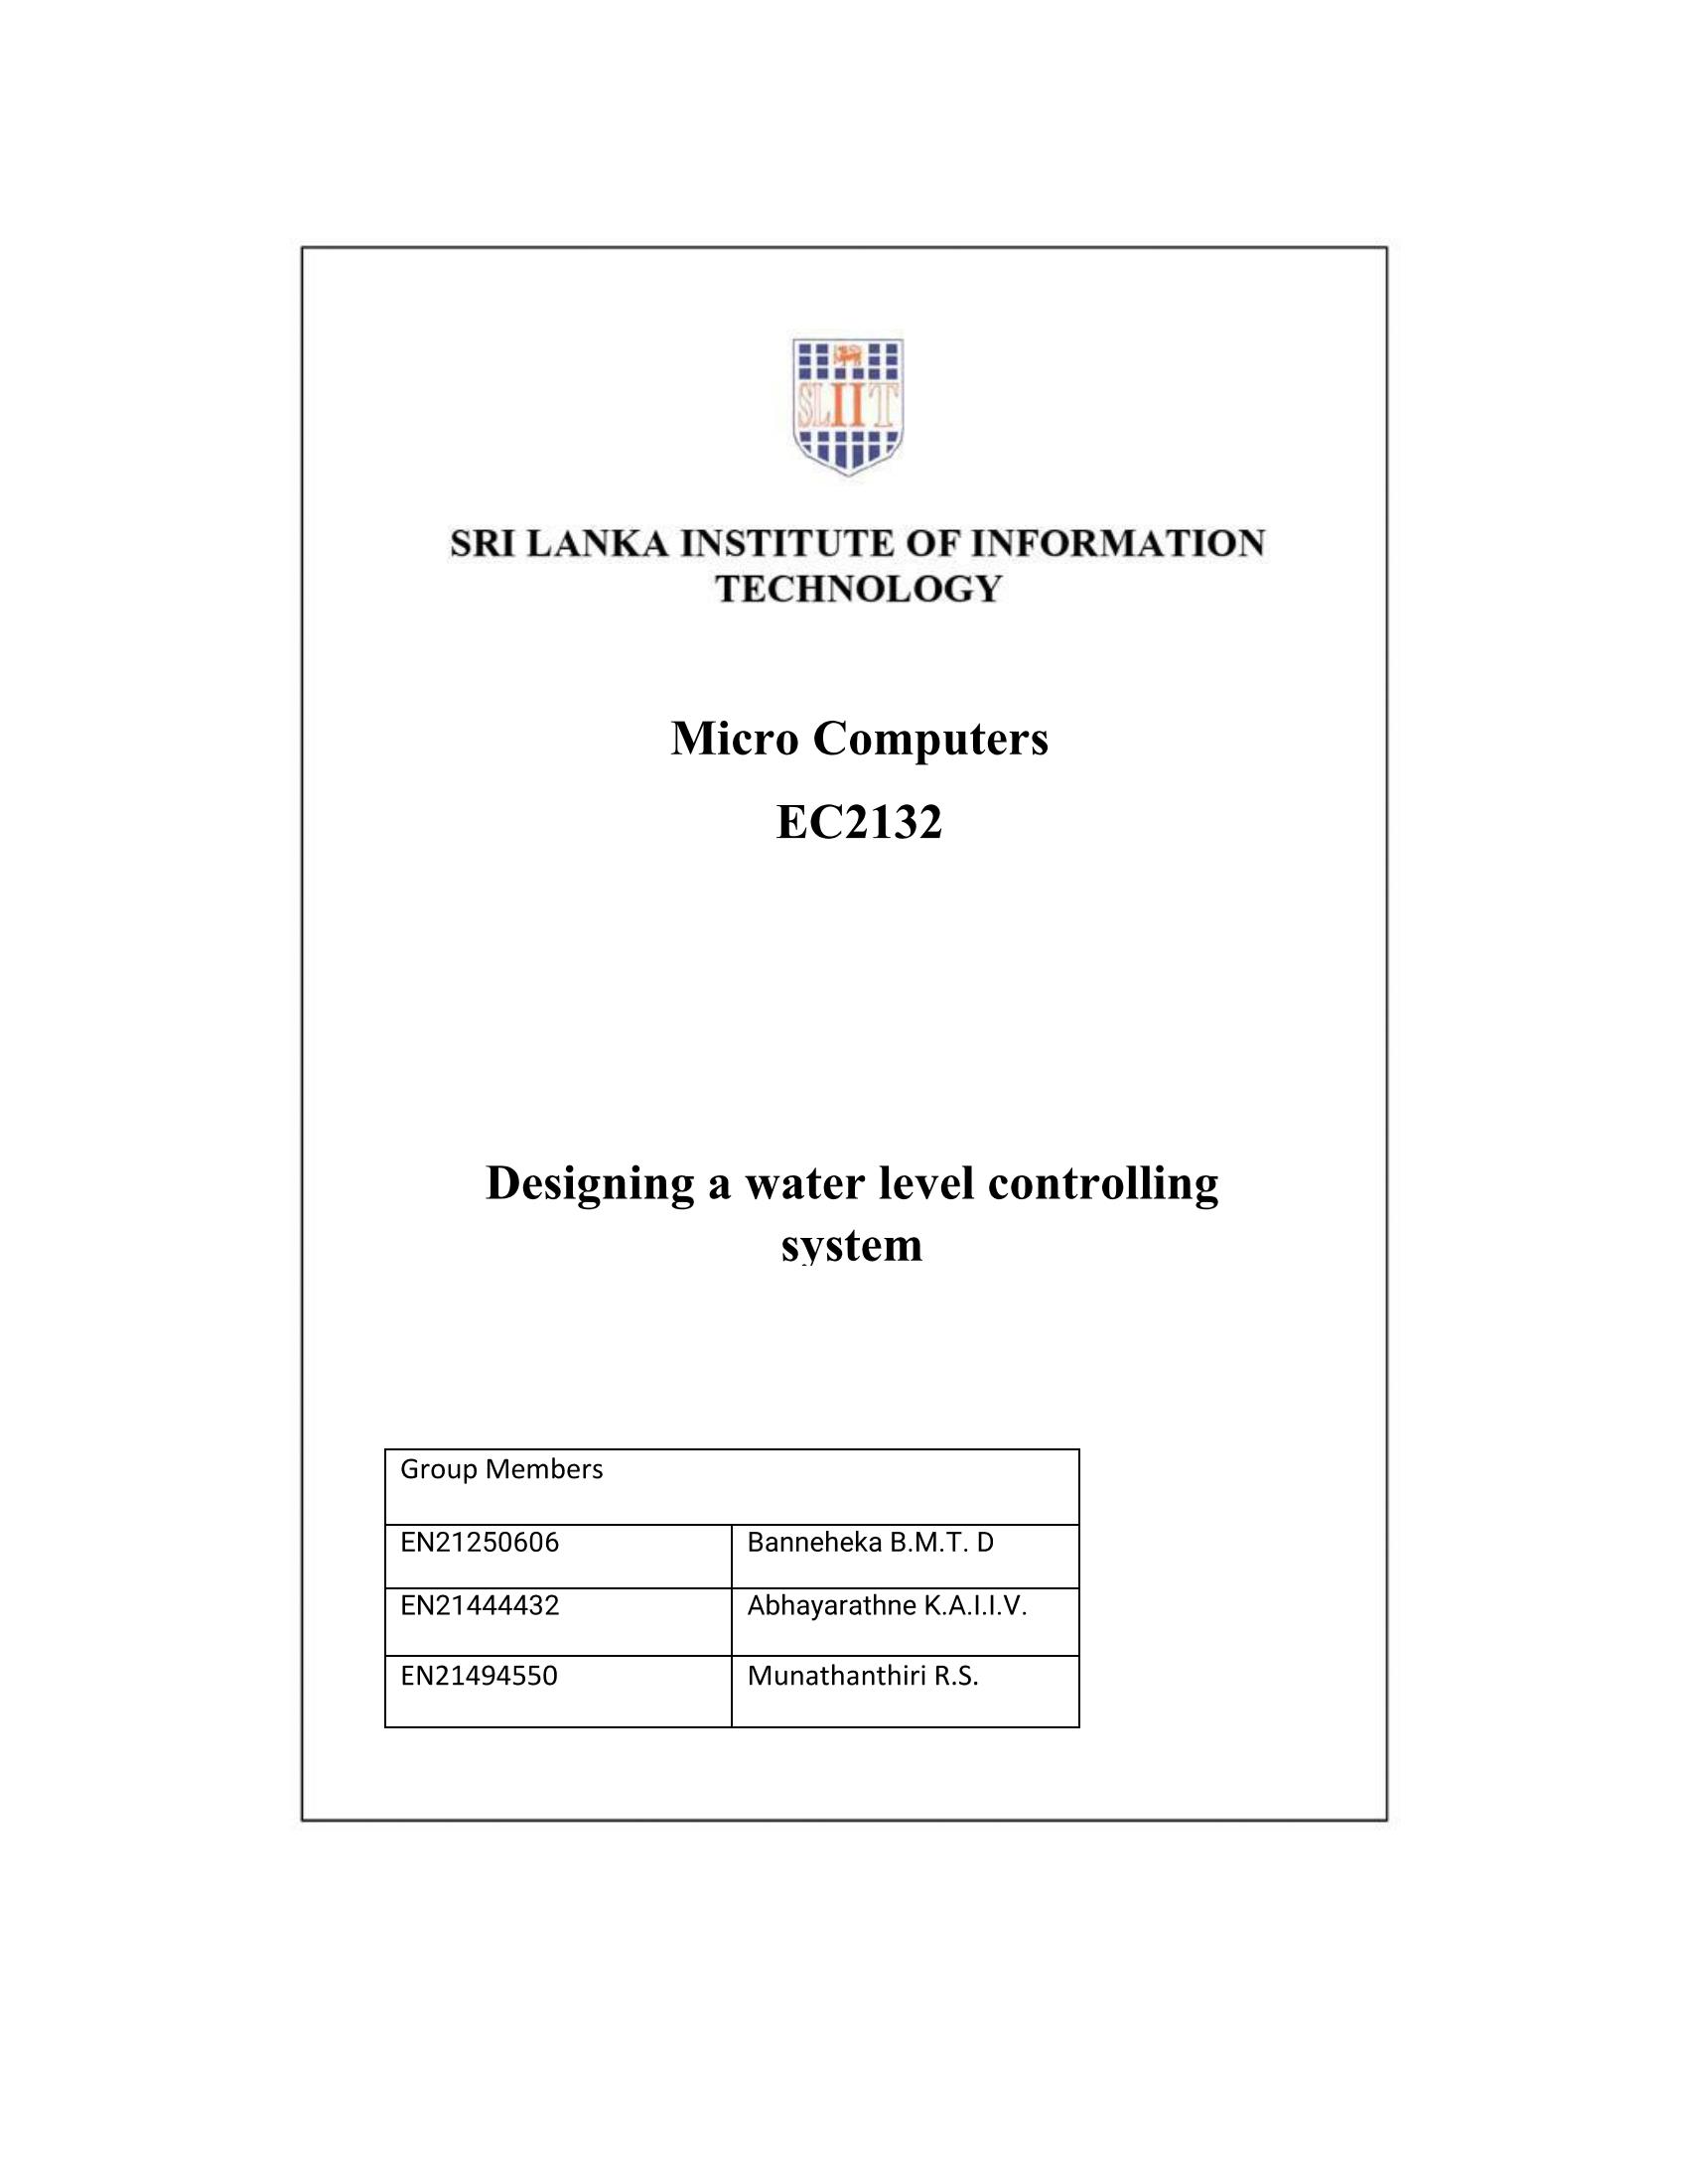 SLIIT
SRI LANKA INSTITUTE OF INFORMATION
TECHNOLOGY
Micro Computers
EC2132
Designing a water level controlling
system
Group Members
EN21250606 Banneheka B.M.T. D
EN21444432 Abhayarathne K.A.I.I.V.
EN21494550 Munathanthiri R.S.